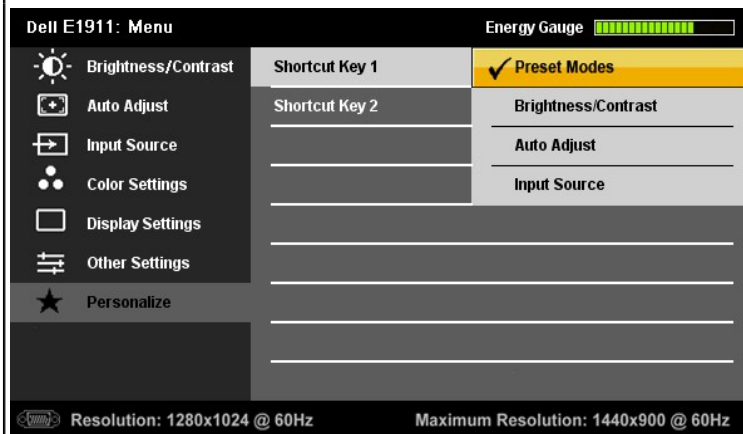 Dell E1911: Menu
Energy Gauge
Brightness/Contrast
Auto Adjust
Input Source
Color Settings
Display Settings
Other Settings
Personalize
Shortcut Key 1
Shortcut Key 2
Preset Modes
Brightness/Contrast
Auto Adjust
Input Source
Resolution: 1280x1024 @ 60Hz
Maximum Resolution: 1440x900 @ 60Hz